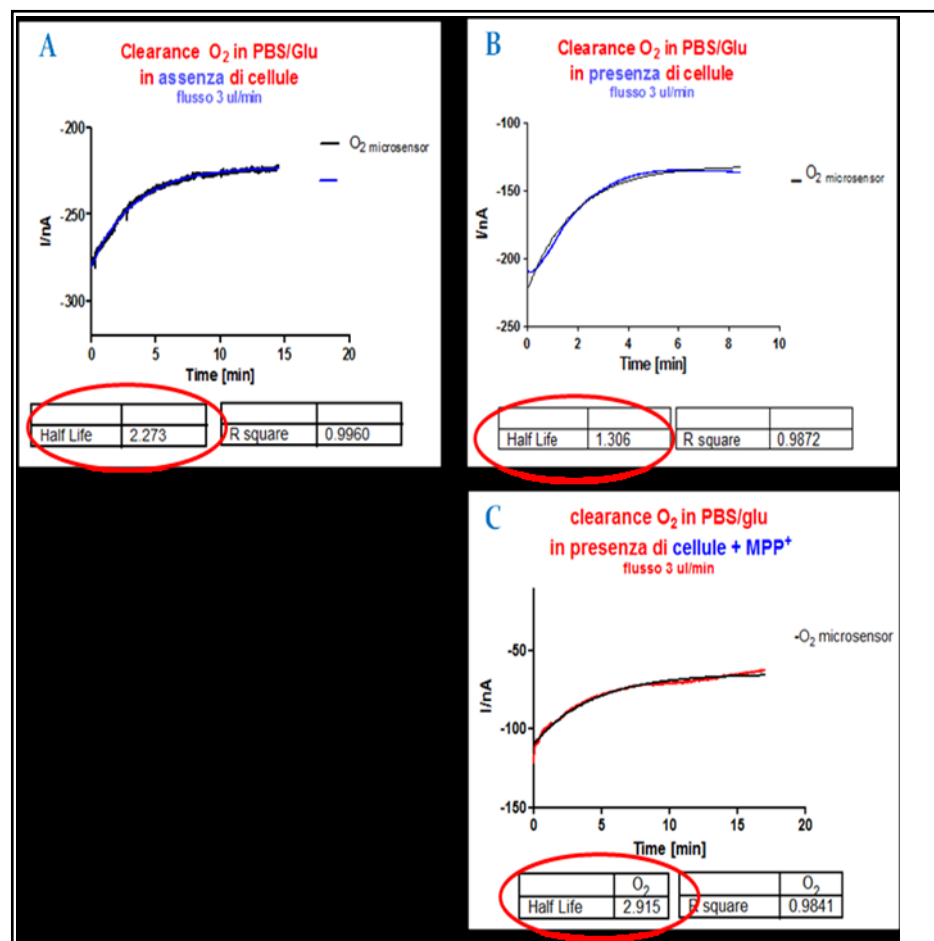 A
Clearance O2 in PBS/Glu
in assenza di cellule
flusso 3 ul/min
-200
-250
-300
I/nA
0 5 10 15 20
Time [min]
O2 microsensor
Half Life 2.273
R square 0.9960
B
Clearance O2 in PBS/Glu
in presenza di cellule
flusso 3 ul/min
-100
-150
-200
-250
I/nA
0 2 4 6 8 10
Time [min]
O2 microsensor
Half Life 1.306
R square 0.9872
C
clearance O2 in PBS/glu
in presenza di cellule + MPP+
flusso 3 ul/min
-50
-100
-150
I/nA
0 5 10 15 20
Time [min]
-O2 microsensor
O2
Half Life 2.915
O2
R square 0.9841